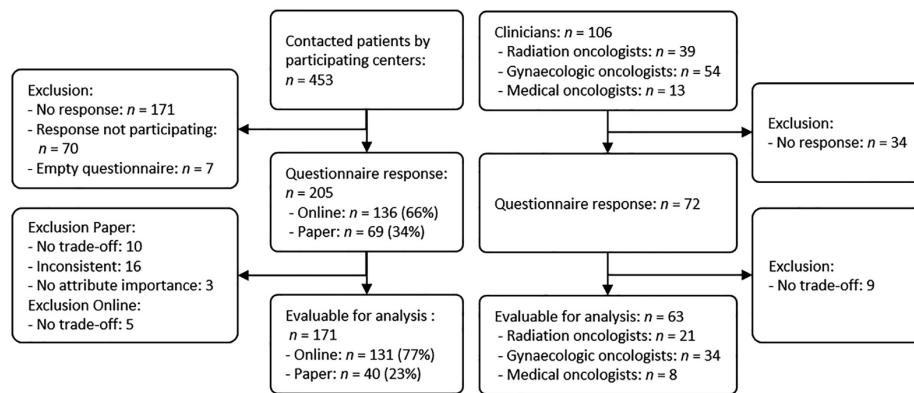 Contacted patients by
participating centers:
n = 453
Exclusion:
- No response: n = 171
- Response not participating:
n = 70
- Empty questionnaire: n = 7
Questionnaire response:
n = 205
- Online: n = 136 (66%)
- Paper: n = 69 (34%)
Exclusion Paper:
- No trade-off: 10
- Inconsistent: 16
- No attribute importance: 3
Exclusion Online:
- No trade-off: 5
Evaluable for analysis :
n = 171
- Online: n = 131 (77%)
- Paper: n = 40 (23%)
Clinicians: n = 106
- Radiation oncologists: n = 39
- Gynaecologic oncologists: n = 54
- Medical oncologists: n = 13
Exclusion:
- No response: n = 34
Questionnaire response: n = 72
Exclusion:
- No trade-off: n = 9
Evaluable for analysis: n = 63
- Radiation oncologists: n = 21
- Gynaecologic oncologists: n = 34
- Medical oncologists: n = 8